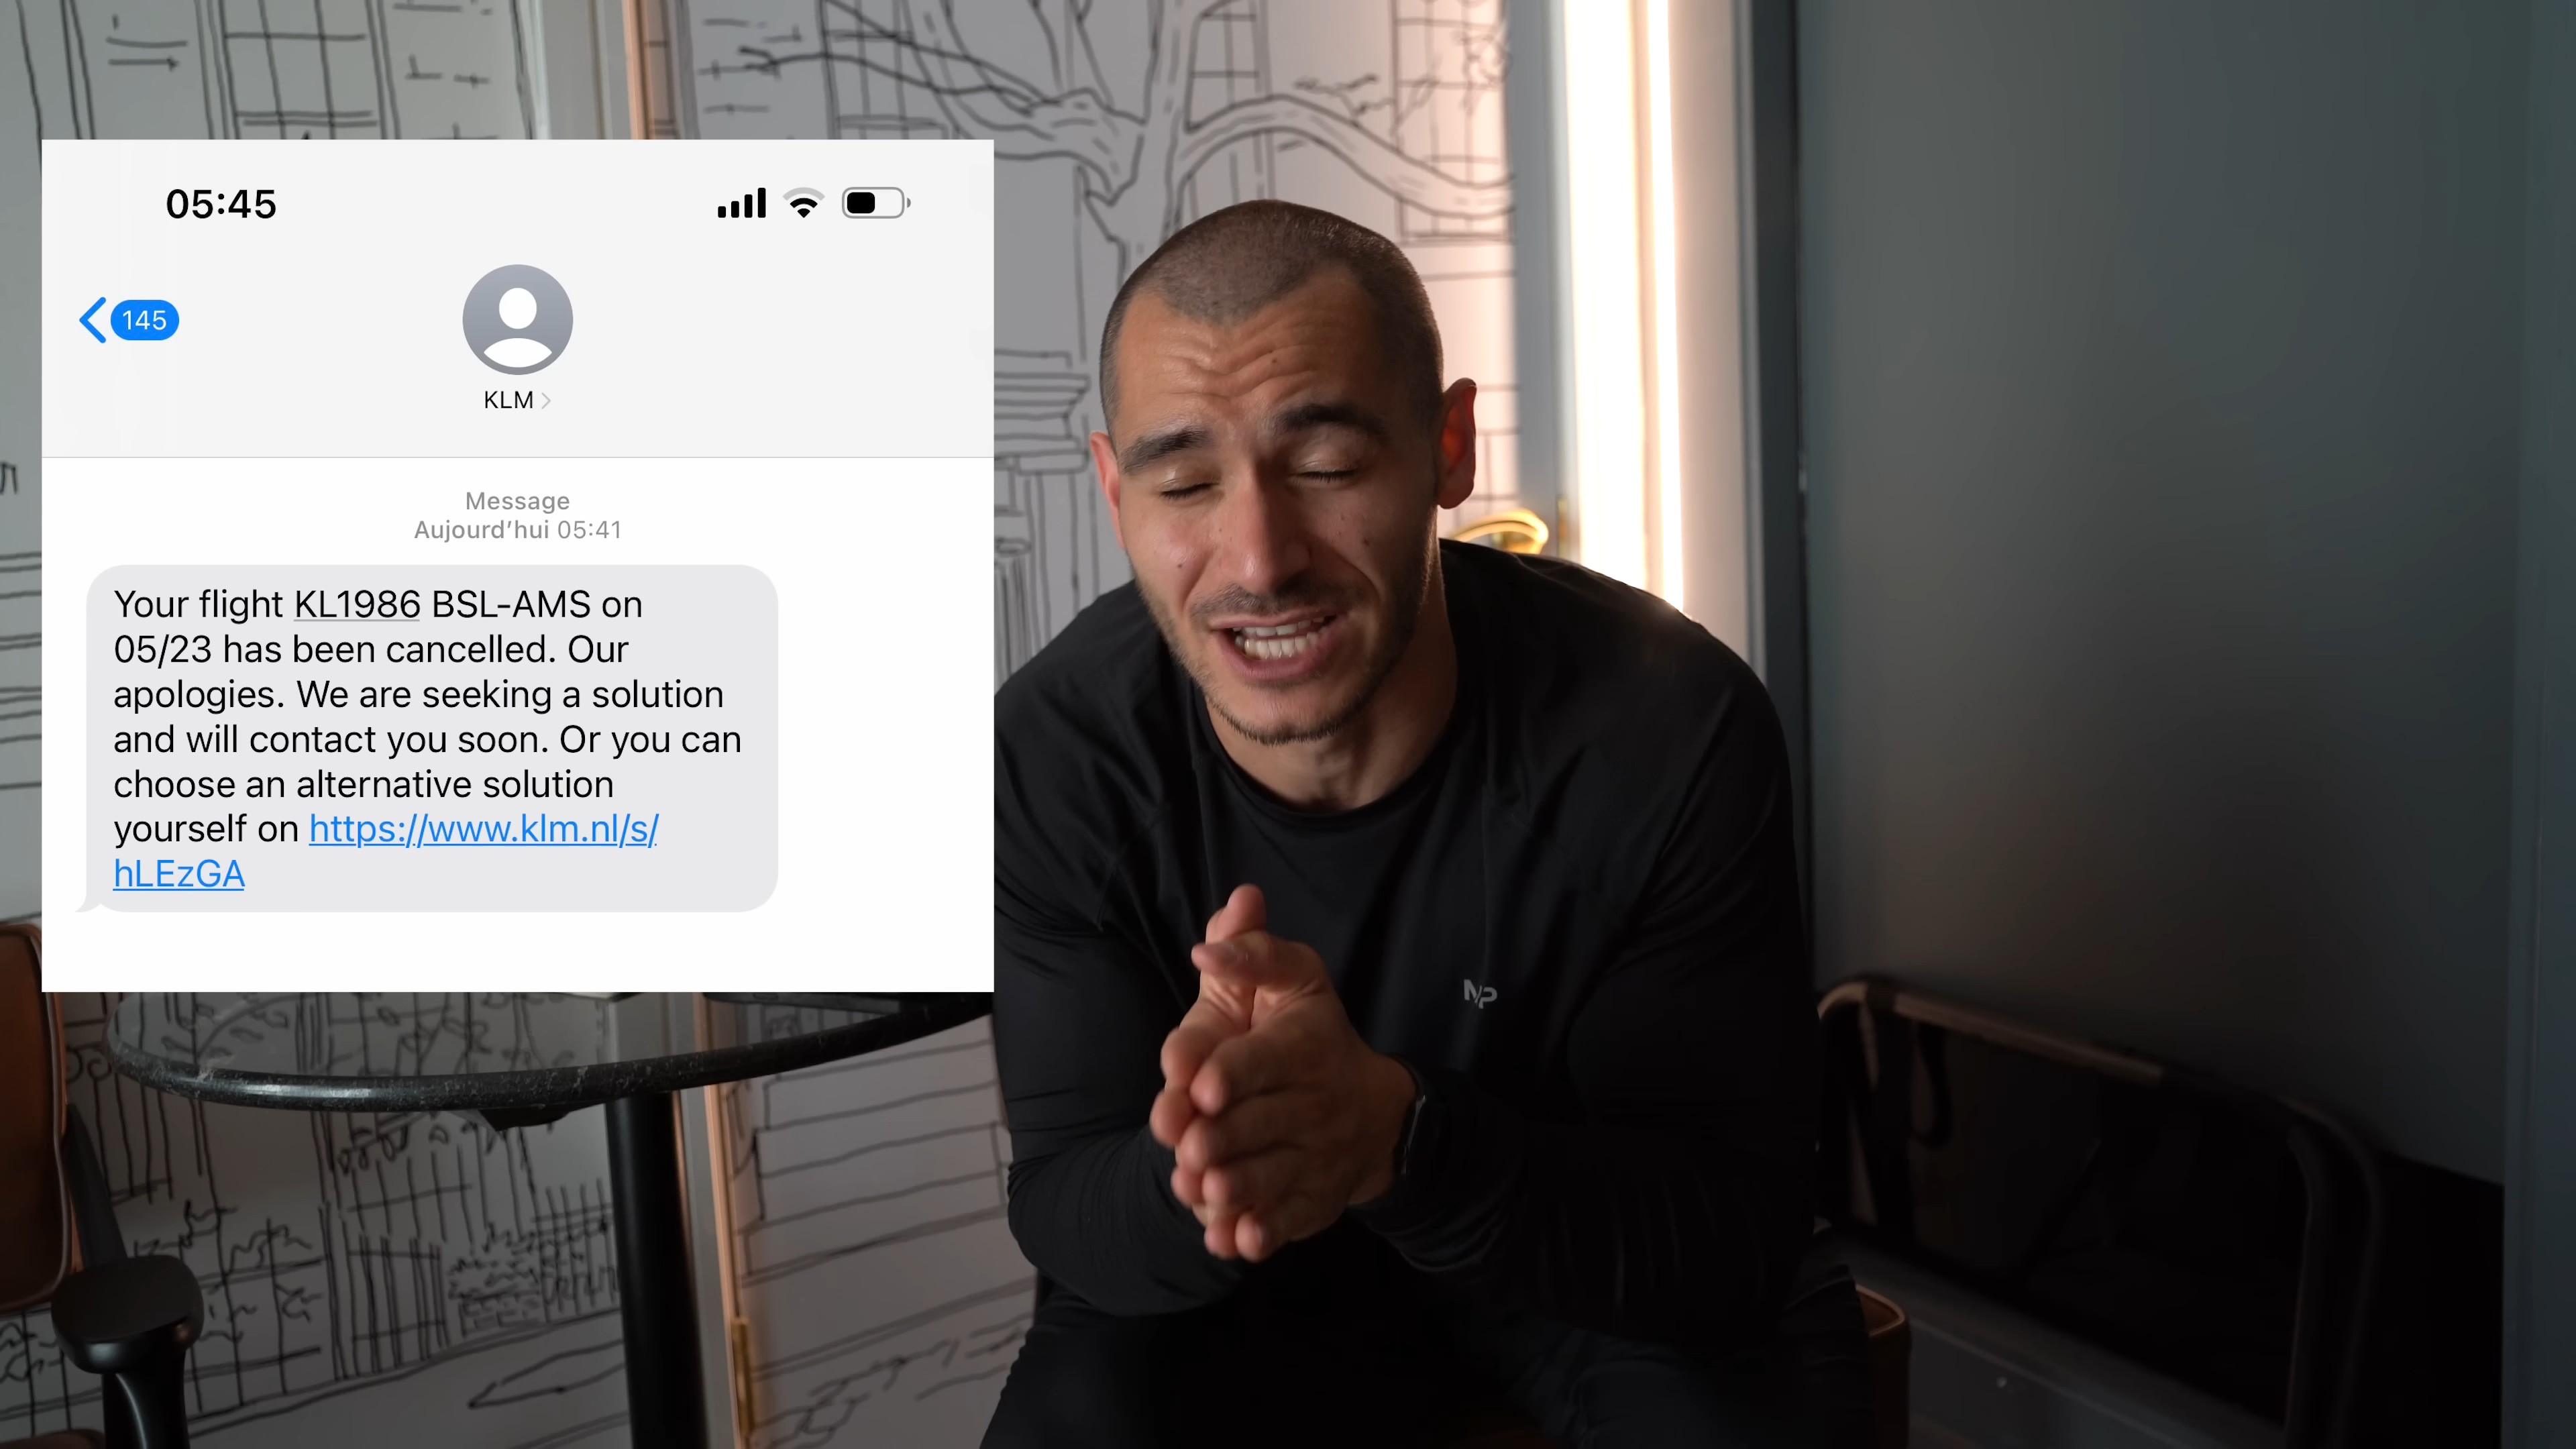 05:45
145
KLM
Message
Aujourd'hui 05:41
Your flight KL1986 BSL-AMS on
05/23 has been cancelled. Our
apologies. We are seeking a solution
and will contact you soon. Or you can
choose an alternative solution
yourself on https://www.klm.nl/s/
hLEzGA
MP